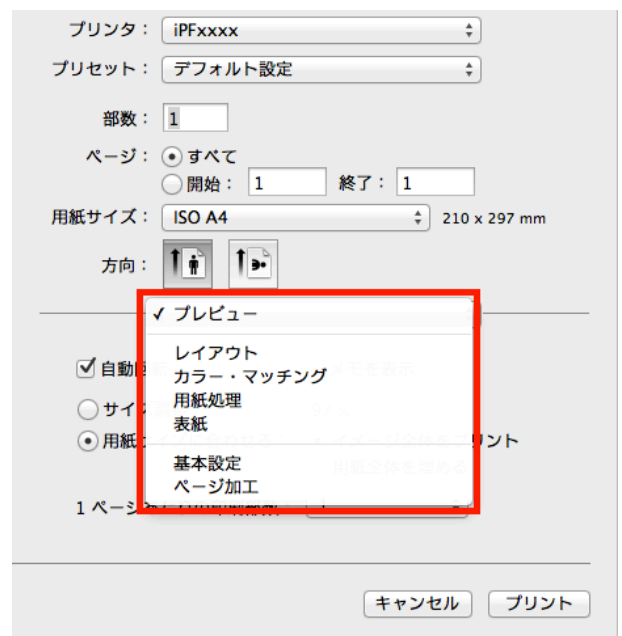 プリンタ： iPFxxxx
プリセット： デフォルト設定
部数： 1
ページ： すべて
開始： 1 終了： 1
用紙サイズ： ISO A4 210 x 297 mm
方向：
✓ プレビュー
レイアウト
自動
カラー・マッチング
用紙処理
サイ
表紙
用紙 リント
基本設定
ページ加工
1 ページ
キャンセル プリント